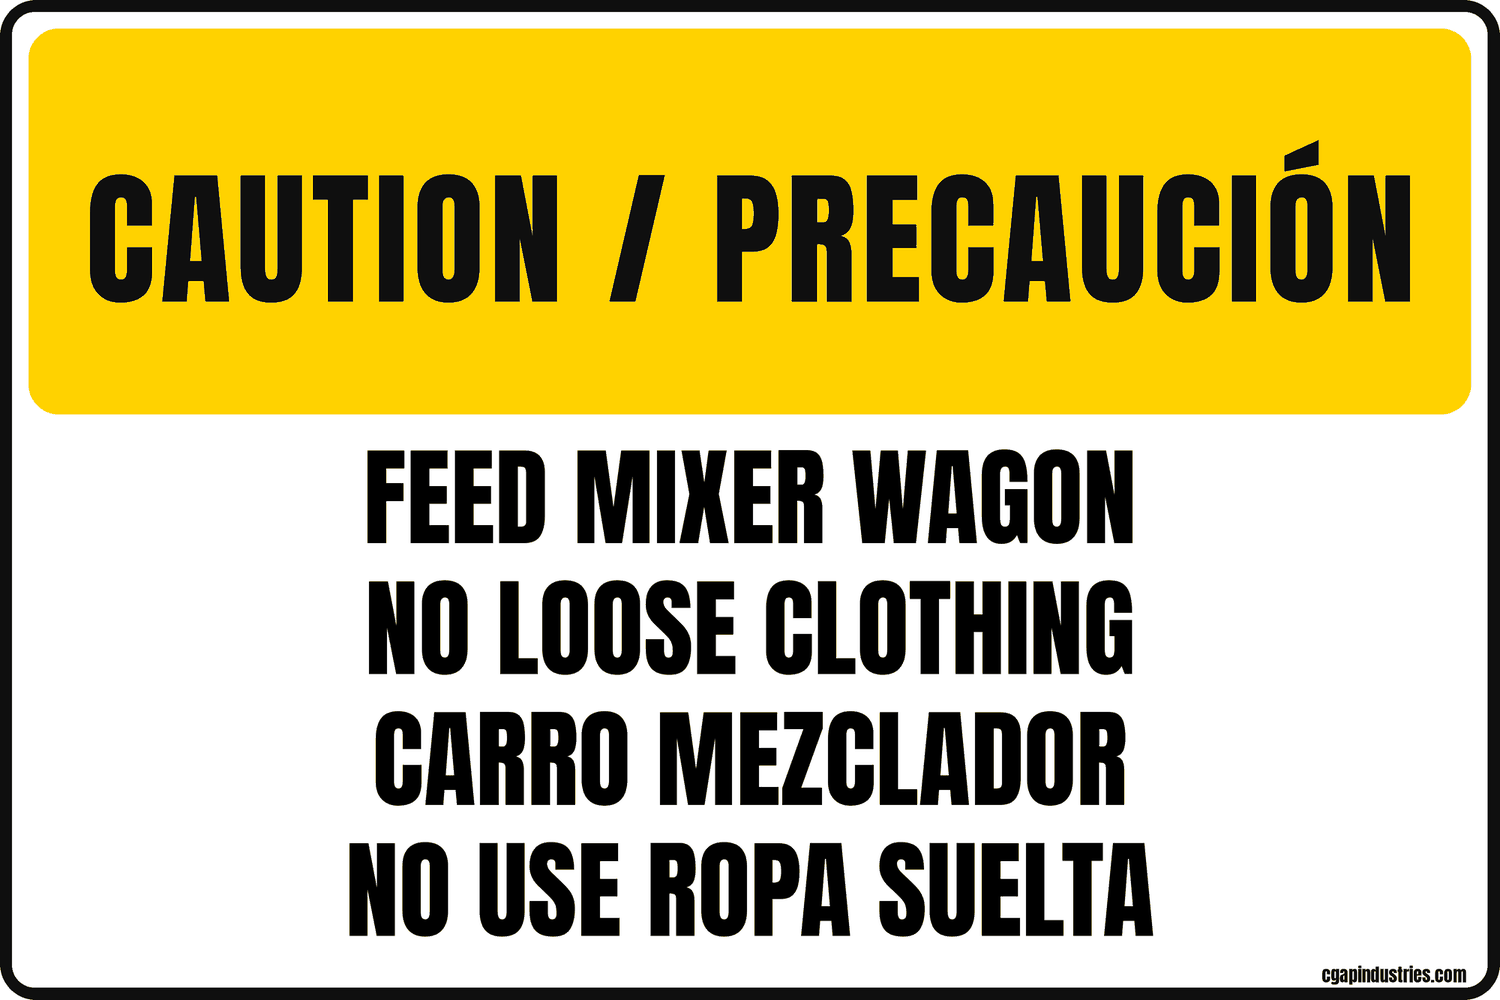 CAUTION / PRECAUCIÓN
FEED MIXER WAGON
NO LOOSE CLOTHING
CARRO MEZCLADOR
NO USE ROPA SUELTA
cgapindustries.com